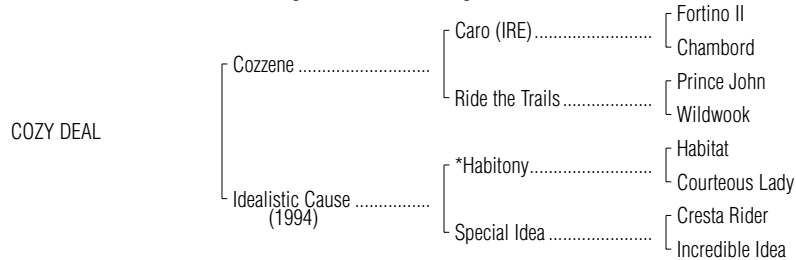 Fortino II
Caro (IRE)..........................
Chambord
Cozzene ............................
Prince John
Ride the Trails....................
Wildwook
COZY DEAL
Habitat
*Habitony...........................
Courteous Lady
Idealistic Cause ................
(1994)
Cresta Rider
Special Idea.......................
Incredible Idea